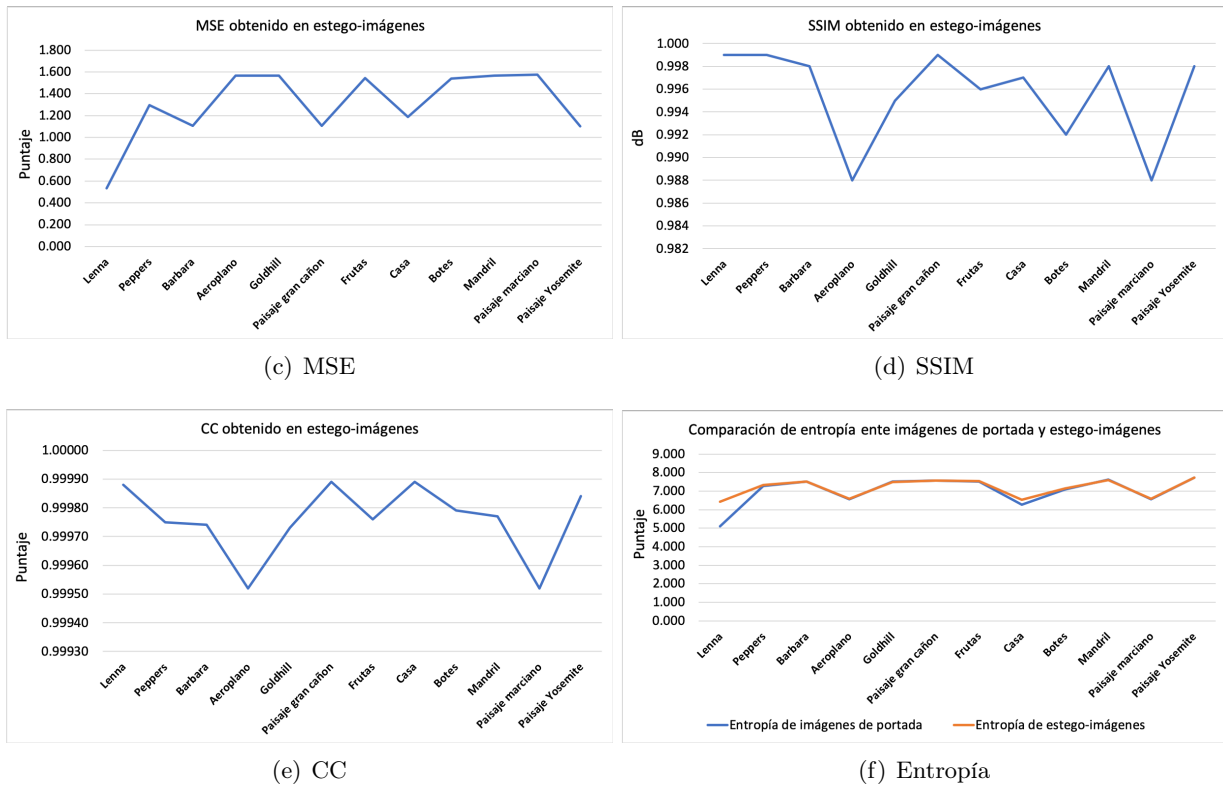 MSE obtenido en estego-imágenes
1.800
1.600
1.400
1.200
1.000
0.800
0.600
0.400
0.200
0.000
Puntaje
Lenna
Peppers
Barbara
Aeroplano
Goldhill
Paisaje gran cañon
Frutas
Casa
Botes
Mandril
Paisaje marciano
Paisaje Yosemite
(c) MSE
SSIM obtenido en estego-imágenes
1.000
0.998
0.996
0.994
0.992
0.990
0.988
0.986
0.984
0.982
dB
Lenna
Peppers
Barbara
Aeroplano
Goldhill
Paisaje gran cañon
Frutas
Casa
Botes
Mandril
Paisaje marciano
Paisaje Yosemite
(d) SSIM
CC obtenido en estego-imágenes
1.00000
0.99990
0.99980
0.99970
0.99960
0.99950
0.99940
0.99930
Puntaje
Lenna
Peppers
Barbara
Aeroplano
Goldhill
Paisaje gran cañon
Frutas
Casa
Botes
Mandril
Paisaje marciano
Paisaje Yosemite
(e) CC
Comparación de entropía ente imágenes de portada y estego-imágenes
9.000
8.000
7.000
6.000
5.000
4.000
3.000
2.000
1.000
0.000
Puntaje
Lenna
Peppers
Barbara
Aeroplano
Goldhill
Paisaje gran cañon
Frutas
Casa
Botes
Mandril
Paisaje marciano
Paisaje Yosemite
Entropía de imágenes de portada
Entropía de estego-imágenes
(f) Entropía